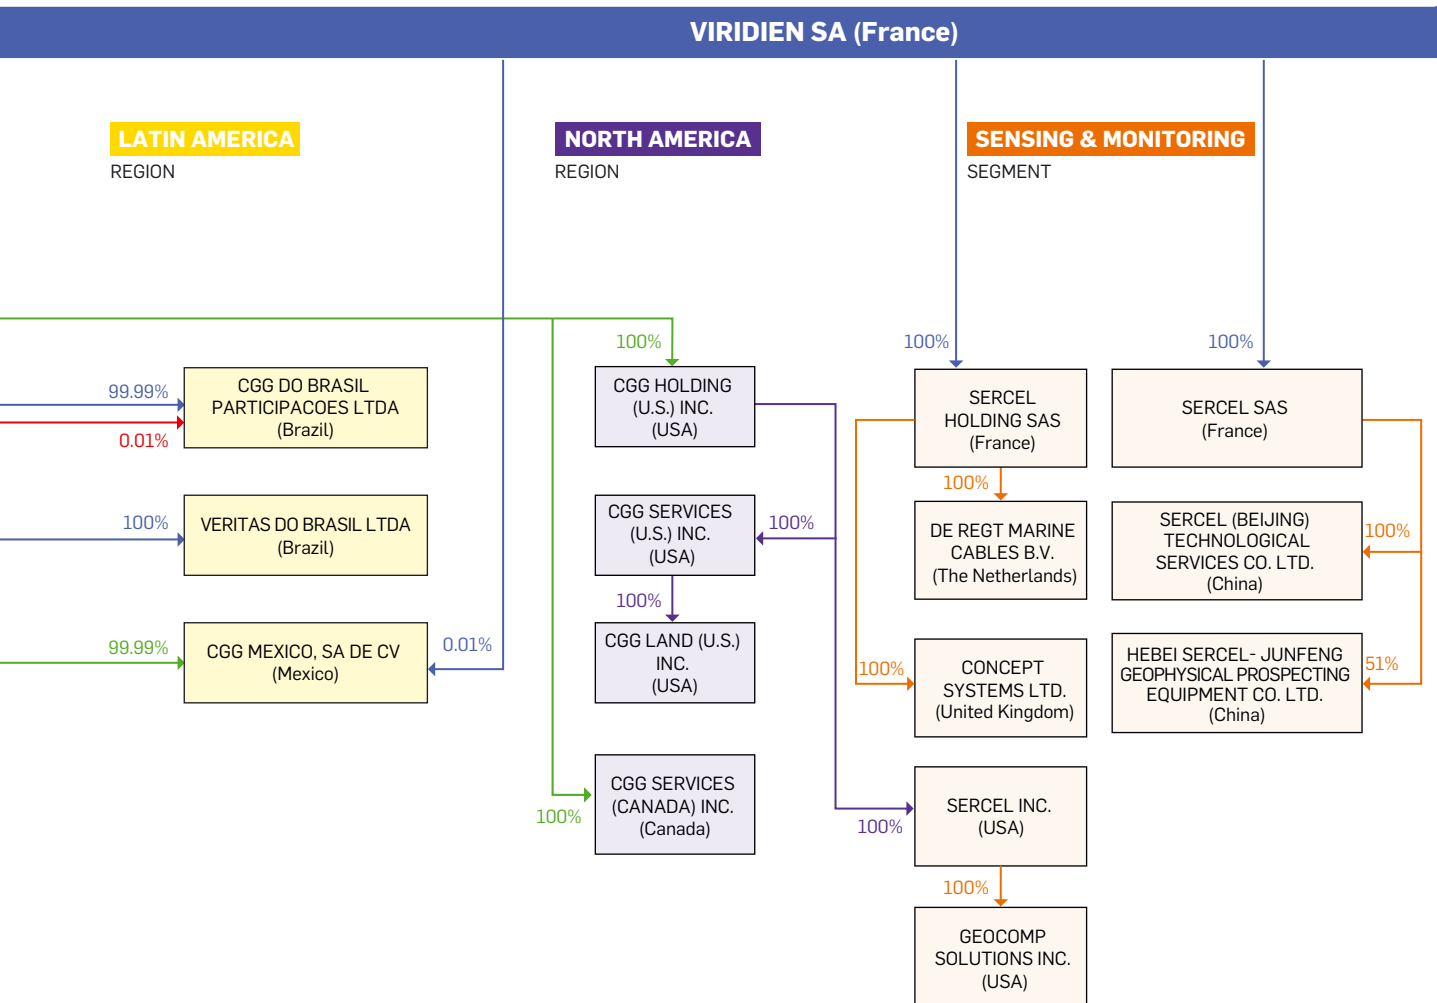 VIRIDIEN SA (France)
LATIN AMERICA
REGION
NORTH AMERICA
REGION
SENSING & MONITORING
SEGMENT
99.99%
0.01%
CGG DO BRASIL
PARTICIPACOES LTDA
(Brazil)
100%
VERITAS DO BRASIL LTDA
(Brazil)
99.99%
CGG MEXICO, SA DE CV
(Mexico)
0.01%
100%
CGG HOLDING
(U.S.) INC.
(USA)
CGG SERVICES
(U.S.) INC.
(USA)
100%
100%
CGG LAND (U.S.)
INC.
(USA)
100%
CGG SERVICES
(CANADA) INC.
(Canada)
100%
SERCEL
HOLDING SAS
(France)
100%
DE REGT MARINE
CABLES B.V.
(The Netherlands)
100%
CONCEPT
SYSTEMS LTD.
(United Kingdom)
100%
SERCEL INC.
(USA)
100%
GEOCOMP
SOLUTIONS INC.
(USA)
100%
SERCEL SAS
(France)
SERCEL (BEIJING)
TECHNOLOGICAL
SERVICES CO. LTD.
(China)
100%
HEBEI SERCEL- JUNFENG
GEOPHYSICAL PROSPECTING
EQUIPMENT CO. LTD.
(China)
51%